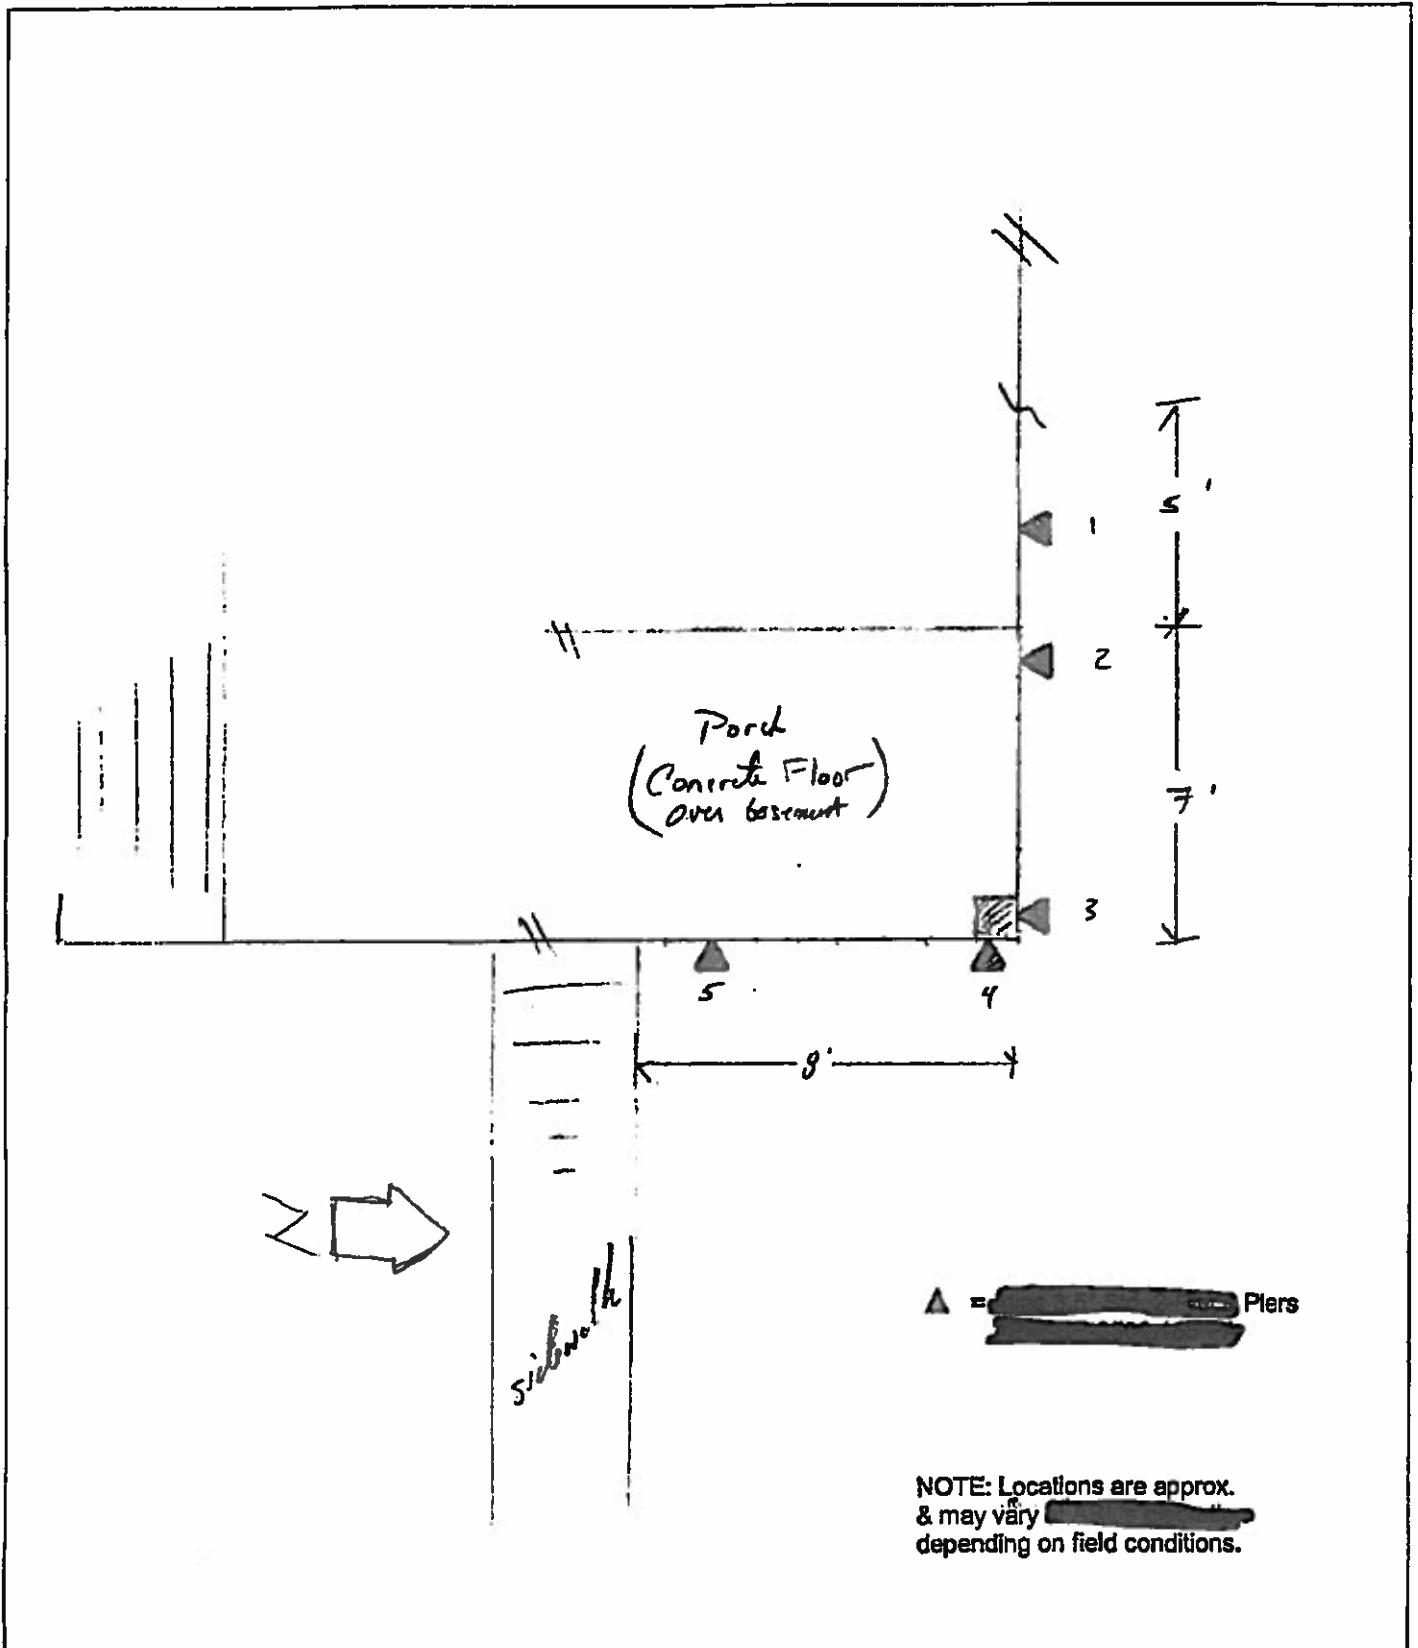 5 '
1
2
Porch
(Concrete Floor
over basement)
7 '
3
5
4
N
Sidewalk
= Piers
NOTE: Locations are approx.
& may vary
depending on field conditions.